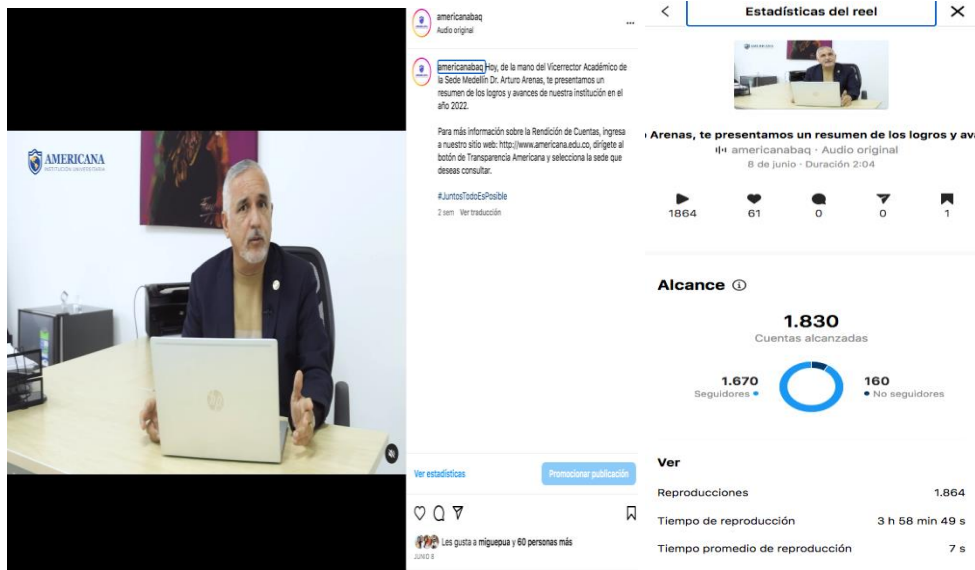 AMERICANA
INSTITUCIÓN UNIVERSITARIA
hp
americanabaq
Audio original
americanabaq Hoy, de la mano del Vicerrector Académico de
la Sede Medellín Dr. Arturo Arenas, te presentamos un
resumen de los logros y avances de nuestra institución en el
año 2022.
Para más información sobre la Rendición de Cuentas, ingresa
a nuestro sitio web: http://www.americana.edu.co, dirígete al
botón de Transparencia Americana y selecciona la sede que
deseas consultar.
#JuntosTodoEsPosible
2 sem Ver traducción
Ver estadísticas
Promocionar publicación
Les gusta a miguepua y 60 personas más
JUNIO 8
Estadísticas del reel
AMERICANA
Arenas, te presentamos un resumen de los logros y ava
americanabaq · Audio original
8 de junio · Duración 2:04
1864 61 0 0 1
Alcance
1.830
Cuentas alcanzadas
1.670
Seguidores
160
No seguidores
Ver
Reproducciones 1.864
Tiempo de reproducción 3 h 58 min 49 s
Tiempo promedio de reproducción 7 s